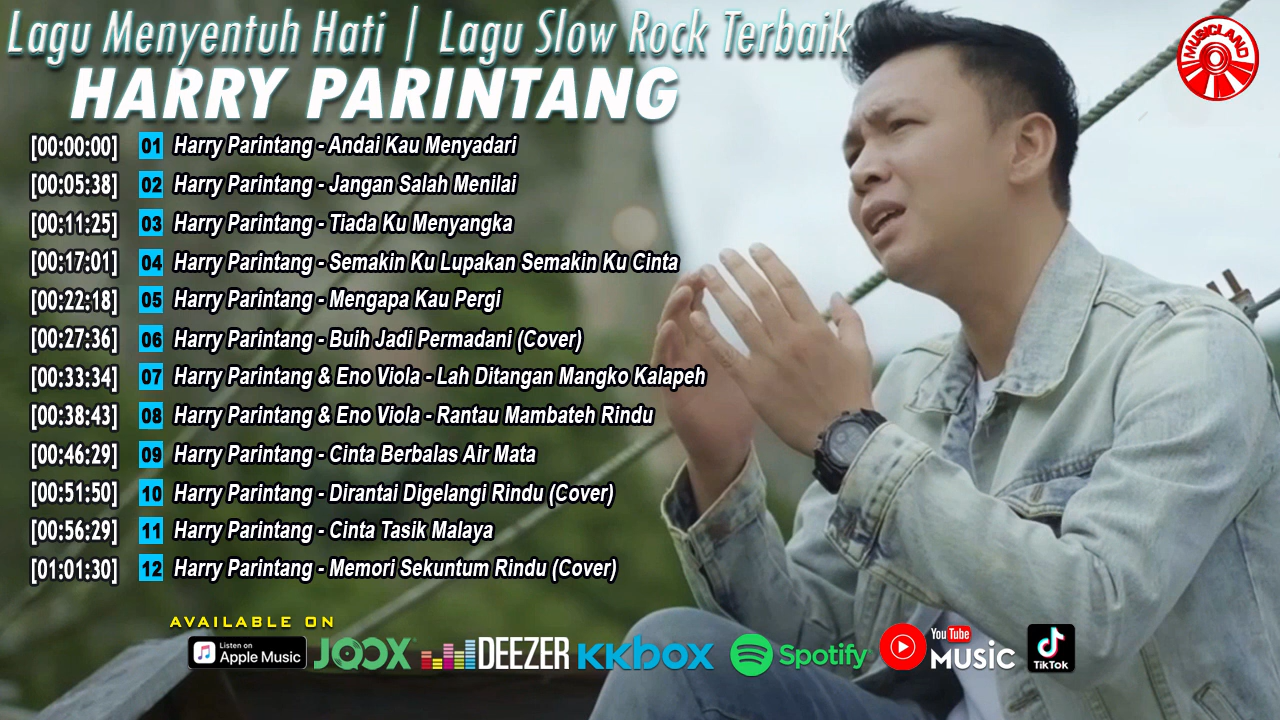 Lagu Menyentuh Hati | Lagu Slow Rock Terbaik
HARRY PARINTANG
MUSICLAND
[00:00:00] 01 Harry Parintang - Andai Kau Menyadari
[00:05:38] 02 Harry Parintang - Jangan Salah Menilai
[00:11:25] 03 Harry Parintang - Tiada Ku Menyangka
[00:17:01] 04 Harry Parintang - Semakin Ku Lupakan Semakin Ku Cinta
[00:22:18] 05 Harry Parintang - Mengapa Kau Pergi
[00:27:36] 06 Harry Parintang - Buih Jadi Permadani (Cover)
[00:33:34] 07 Harry Parintang & Eno Viola - Lah Ditangan Mangko Kalapeh
[00:38:43] 08 Harry Parintang & Eno Viola - Rantau Mambateh Rindu
[00:46:29] 09 Harry Parintang - Cinta Berbalas Air Mata
[00:51:50] 10 Harry Parintang - Dirantai Digelangi Rindu (Cover)
[00:56:29] 11 Harry Parintang - Cinta Tasik Malaya
[01:01:30] 12 Harry Parintang - Memori Sekuntum Rindu (Cover)
AVAILABLE ON
Listen on Apple Music JOOX DEEZER KKBOX Spotify YouTube MUSIC TikTok